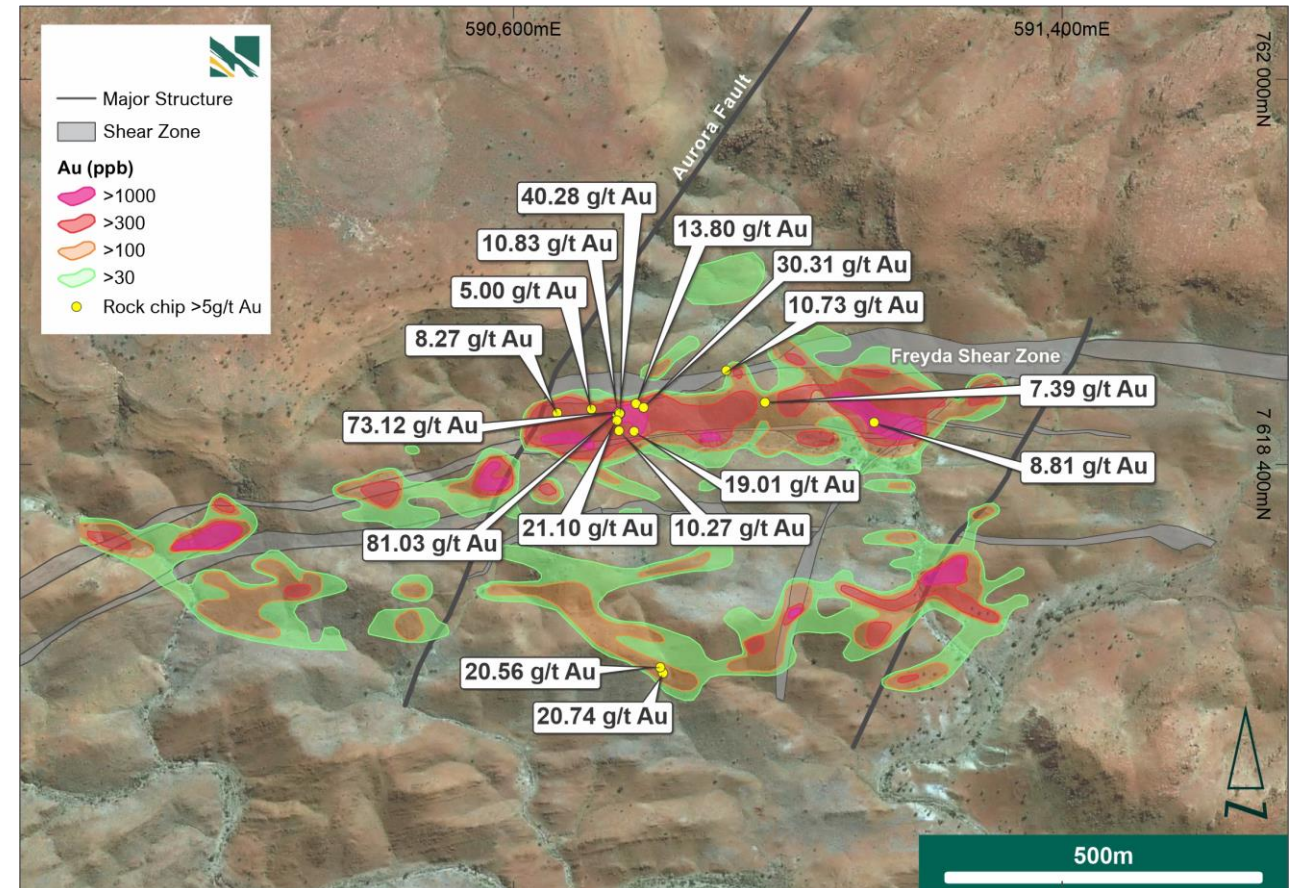 590,600mE
591,400mE
762 000mN
Major Structure
Shear Zone
Au (ppb)
>1000
>300
>100
>30
Rock chip >5g/t Au
Aurora Fault
40.28 g/t Au
13.80 g/t Au
10.83 g/t Au
30.31 g/t Au
5.00 g/t Au
10.73 g/t Au
8.27 g/t Au
Freyda Shear Zone
7.39 g/t Au
73.12 g/t Au
7 618 400mN
8.81 g/t Au
19.01 g/t Au
81.03 g/t Au
21.10 g/t Au
10.27 g/t Au
20.56 g/t Au
20.74 g/t Au
N
500m